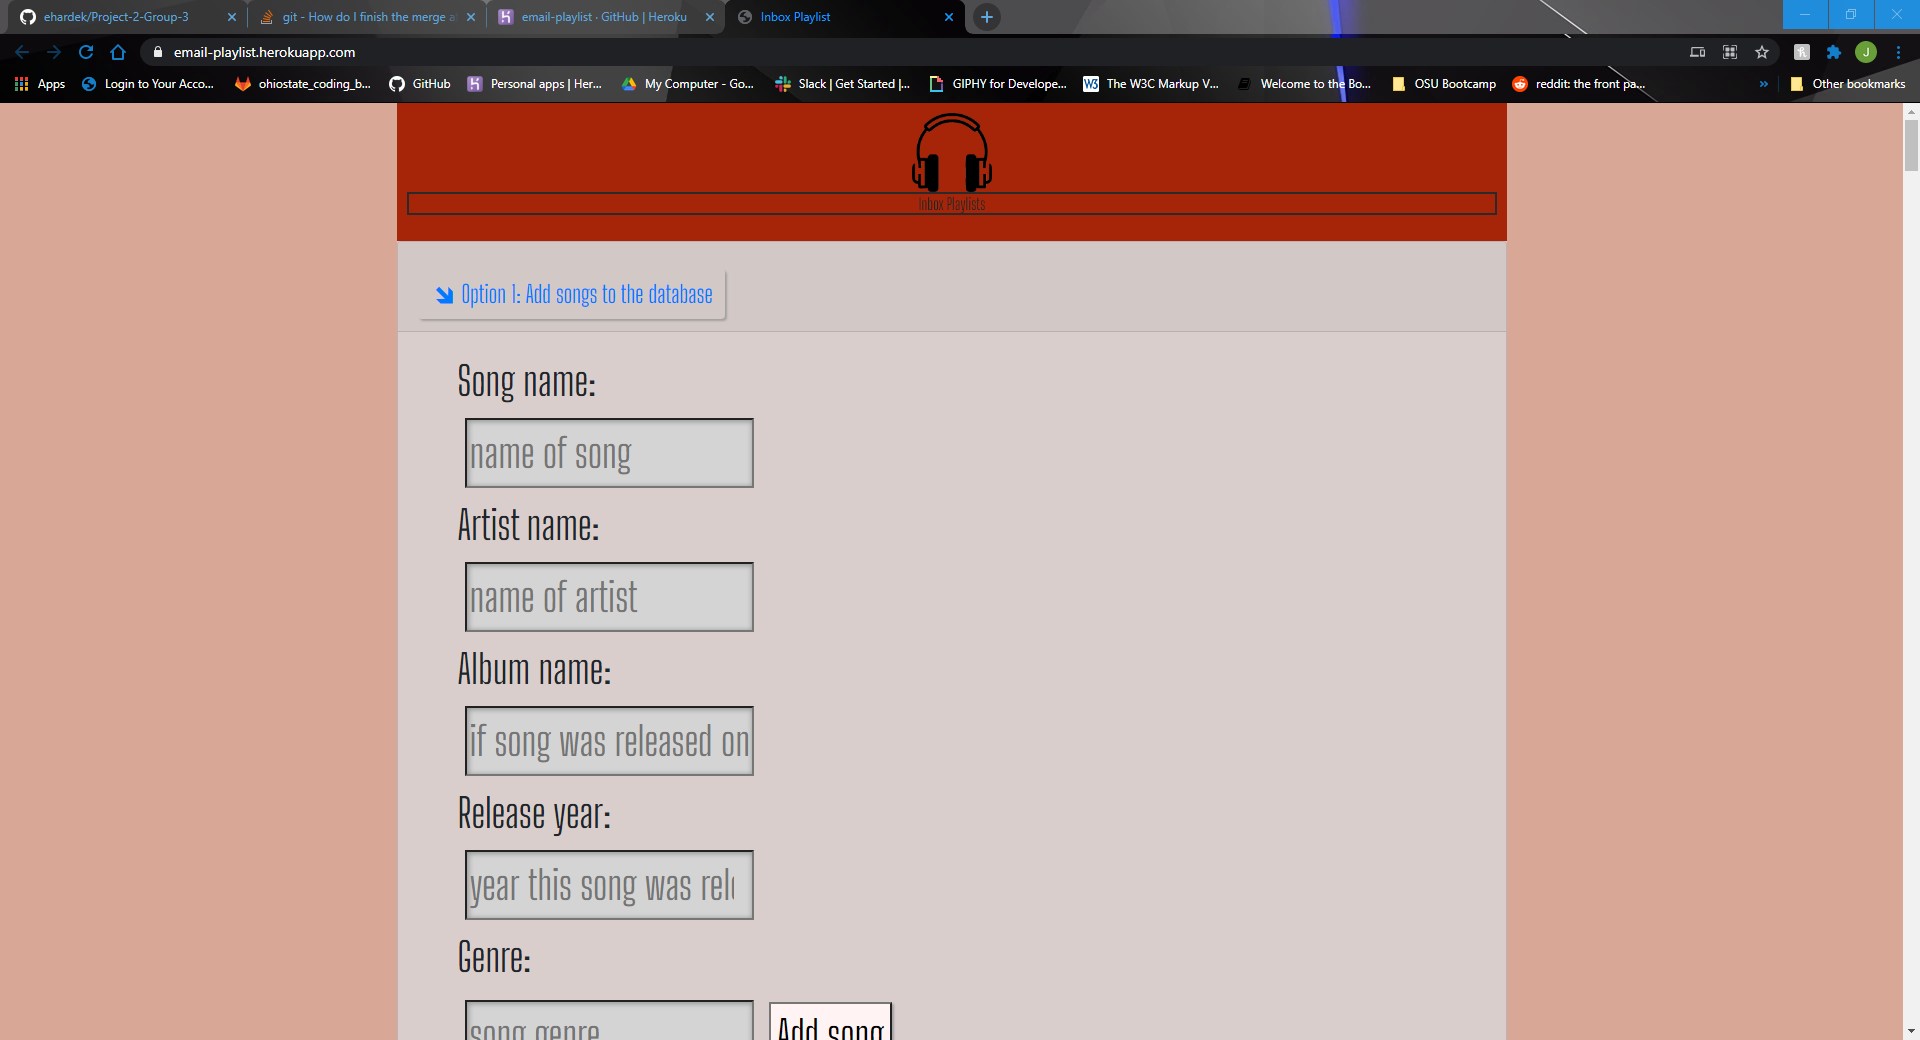 ehardek/Project-2-Group-3
git - How do I finish the merge a
email-playlist · GitHub | Heroku
Inbox Playlist
email-playlist.herokuapp.com
J
Apps
Login to Your Acco...
ohiostate_coding_b...
GitHub
Personal apps | Her...
My Computer - Go...
Slack | Get Started |...
GIPHY for Develope...
W3
The W3C Markup V...
Welcome to the Bo...
OSU Bootcamp
reddit: the front pa...
»
Other bookmarks
Inbox Playlists
Option 1: Add songs to the database
Song name:
name of song
Artist name:
name of artist
Album name:
if song was released on
Release year:
year this song was rele
Genre:
song genre
Add song